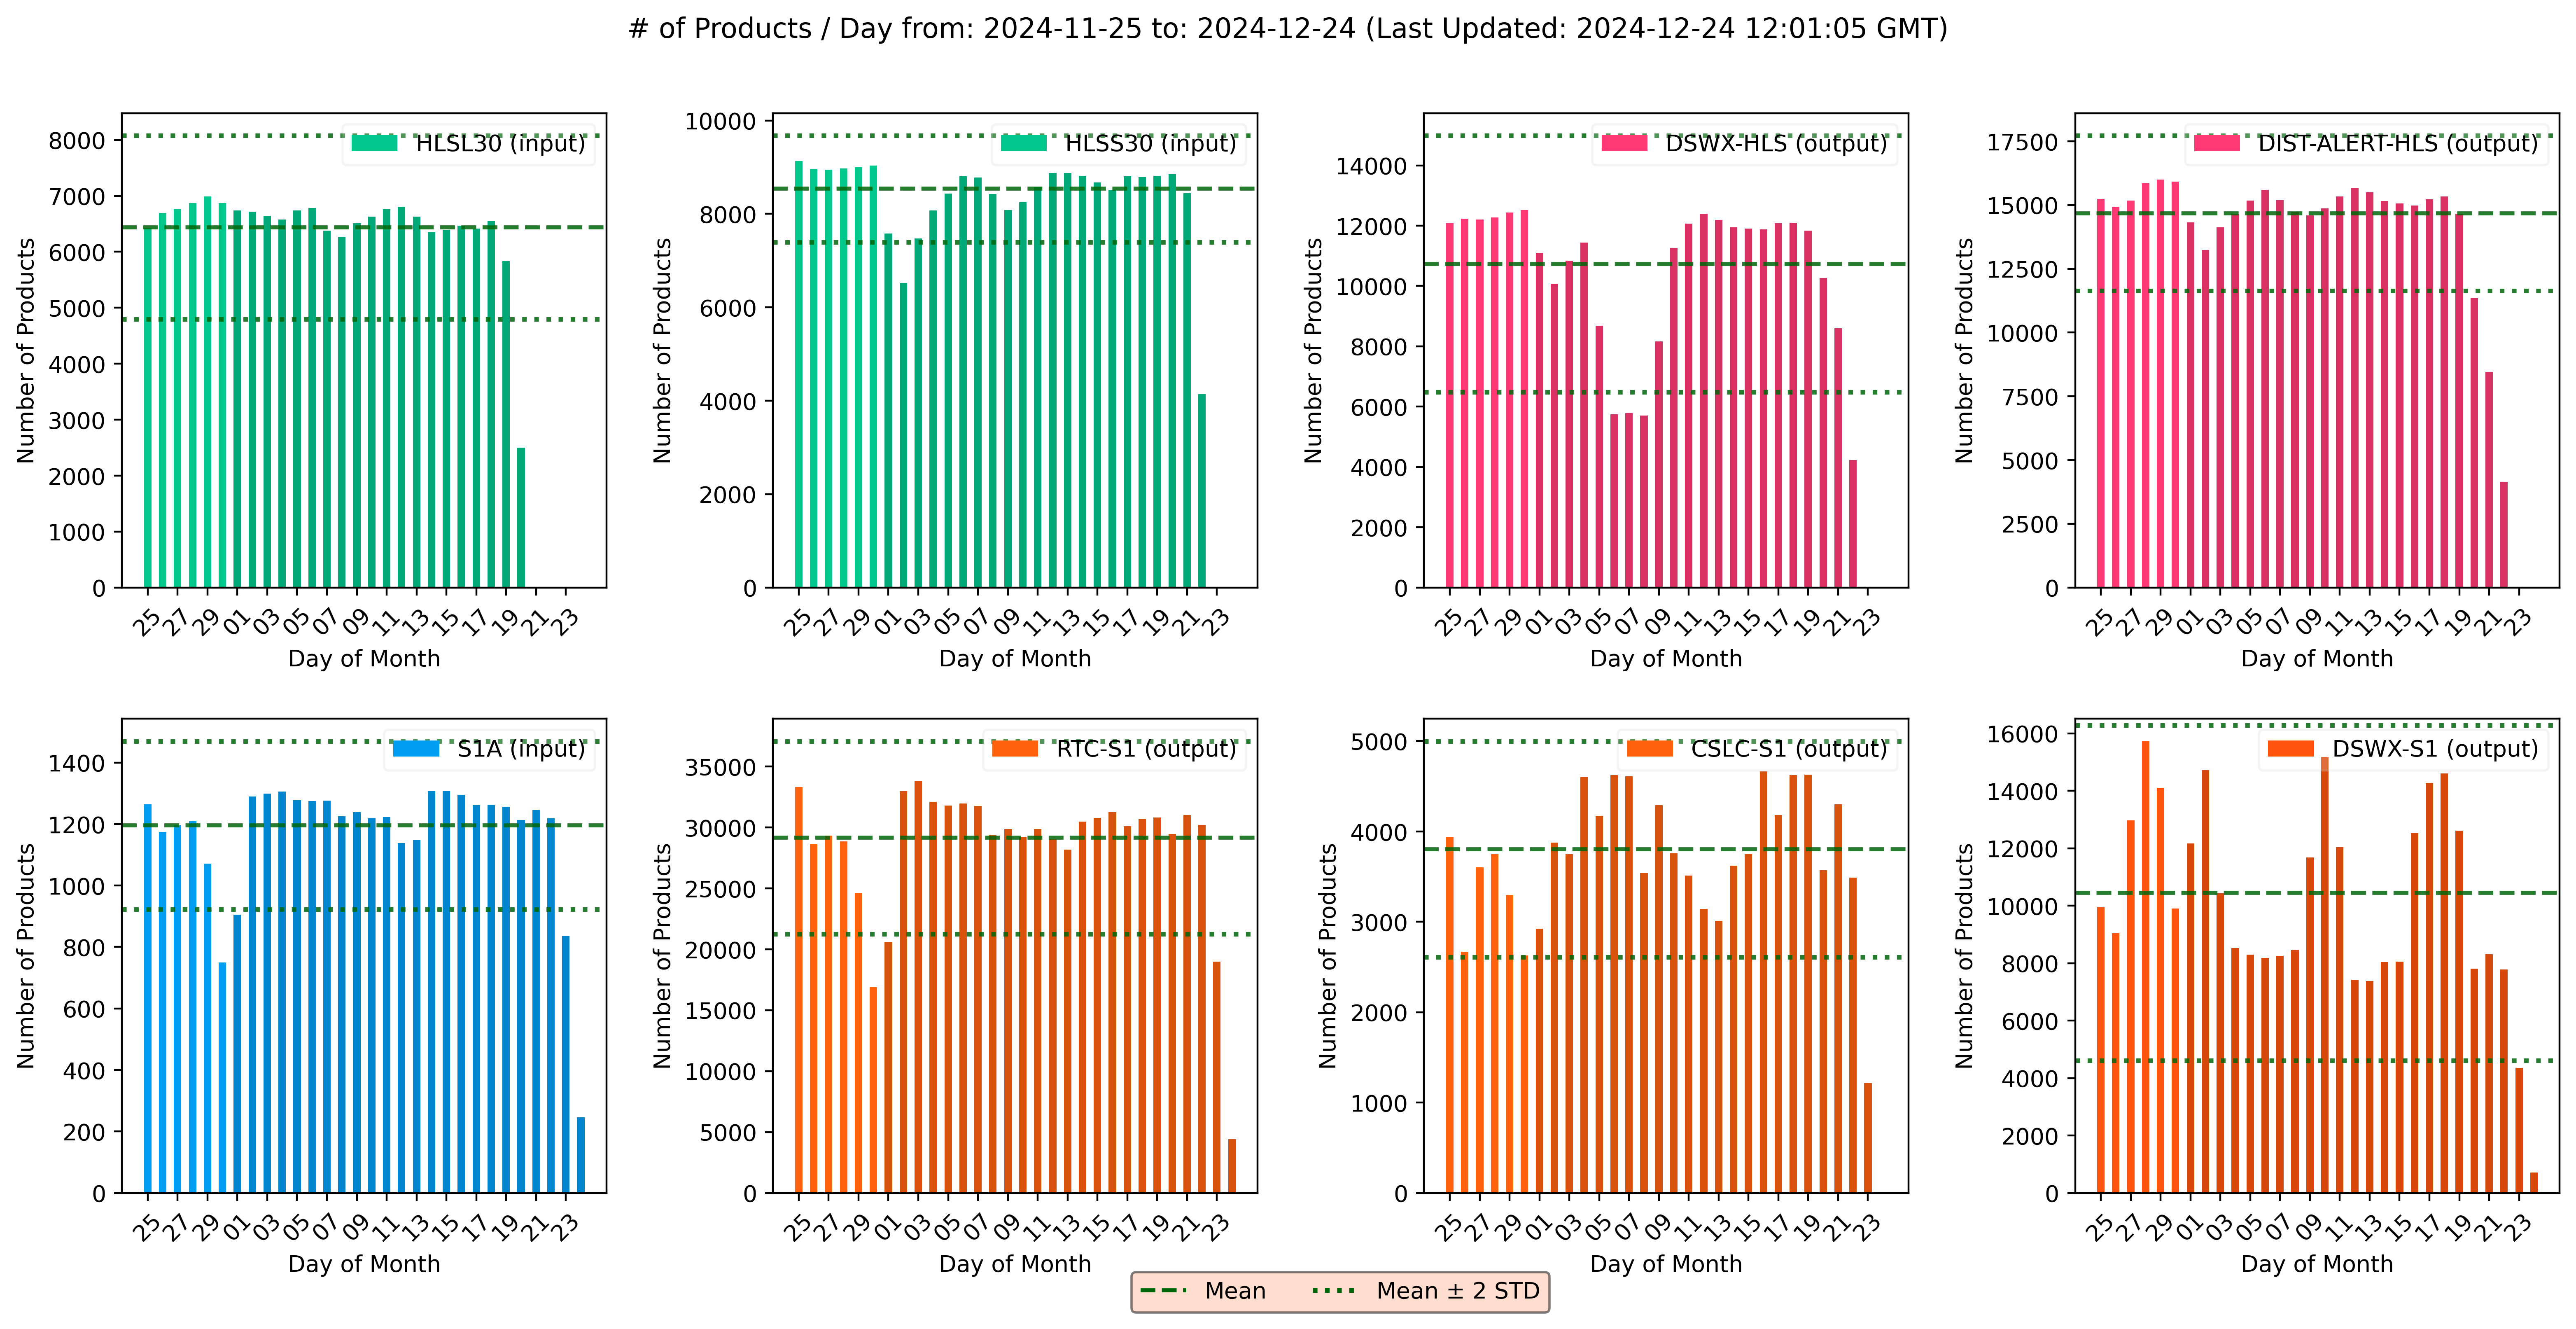 # of Products / Day from: 2024-11-25 to: 2024-12-24 (Last Updated: 2024-12-24 12:01:05 GMT)
HLSL30 (input)
Number of Products
8000
7000
6000
5000
4000
3000
2000
1000
0
25 27 29 01 03 05 07 09 11 13 15 17 19 21 23
Day of Month
HLSS30 (input)
Number of Products
10000
8000
6000
4000
2000
0
25 27 29 01 03 05 07 09 11 13 15 17 19 21 23
Day of Month
DSWX-HLS (output)
Number of Products
14000
12000
10000
8000
6000
4000
2000
0
25 27 29 01 03 05 07 09 11 13 15 17 19 21 23
Day of Month
DIST-ALERT-HLS (output)
Number of Products
17500
15000
12500
10000
7500
5000
2500
0
25 27 29 01 03 05 07 09 11 13 15 17 19 21 23
Day of Month
S1A (input)
Number of Products
1400
1200
1000
800
600
400
200
0
25 27 29 01 03 05 07 09 11 13 15 17 19 21 23
Day of Month
RTC-S1 (output)
Number of Products
35000
30000
25000
20000
15000
10000
5000
0
25 27 29 01 03 05 07 09 11 13 15 17 19 21 23
Day of Month
CSLC-S1 (output)
Number of Products
5000
4000
3000
2000
1000
0
25 27 29 01 03 05 07 09 11 13 15 17 19 21 23
Day of Month
DSWX-S1 (output)
Number of Products
16000
14000
12000
10000
8000
6000
4000
2000
0
25 27 29 01 03 05 07 09 11 13 15 17 19 21 23
Day of Month
Mean
Mean ± 2 STD